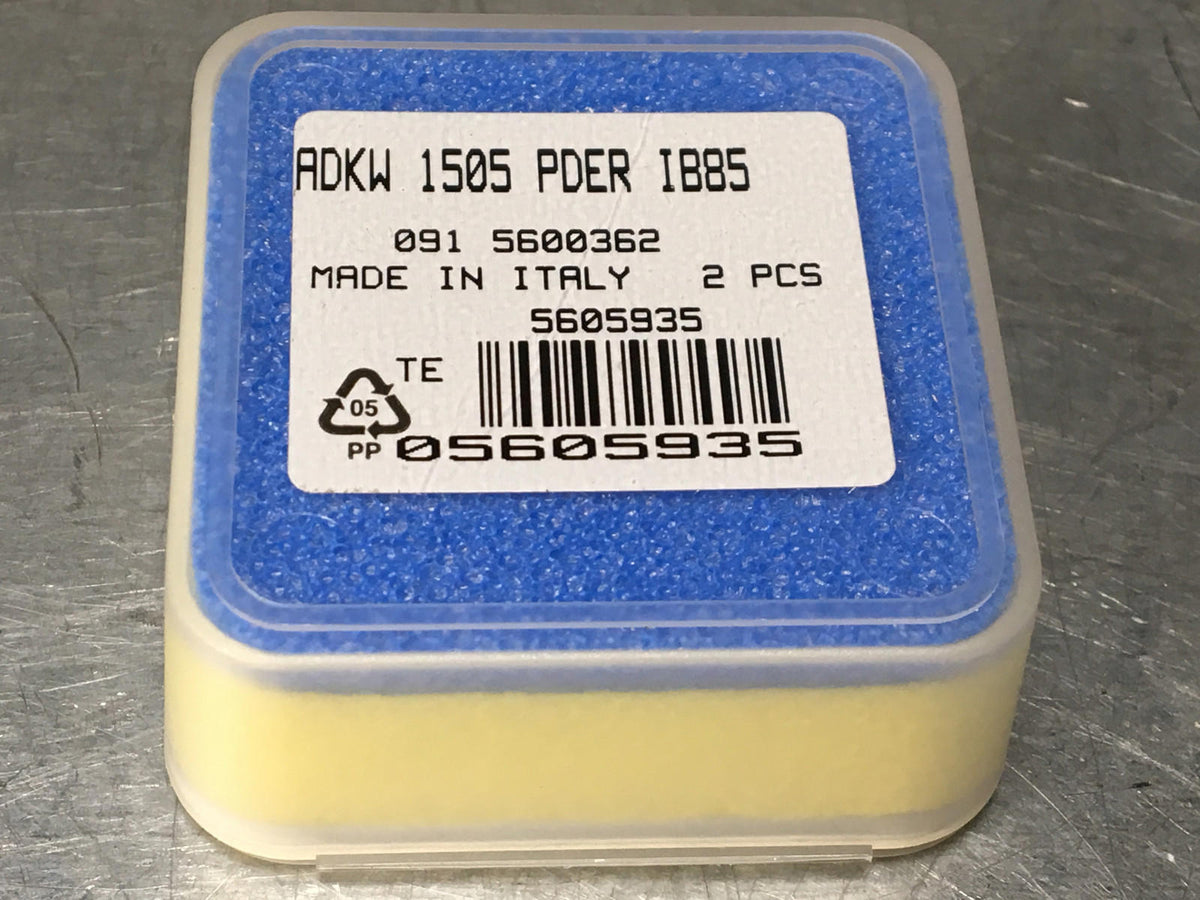 ADKW 1505 PDER IB85
091 5600362
MADE IN ITALY 2 PCS
5605935
TE
05
PP
05605935